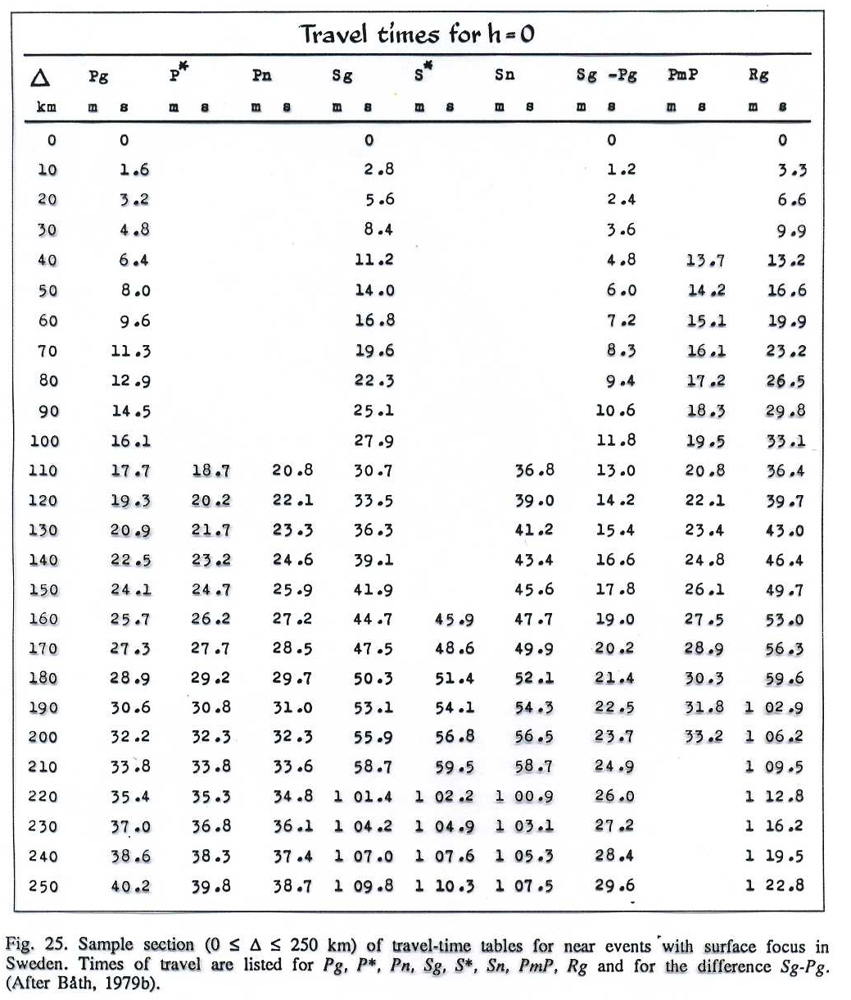 Travel times for h=0
Δ Pg P* Pn Sg S* Sn Sg -Pg PmP Rg
km m s m s m s m s m s m s m s m s m s
0 0 0 0 0
10 1.6 2.8 1.2 3.3
20 3.2 5.6 2.4 6.6
30 4.8 8.4 3.6 9.9
40 6.4 11.2 4.8 13.7 13.2
50 8.0 14.0 6.0 14.2 16.6
60 9.6 16.8 7.2 15.1 19.9
70 11.3 19.6 8.3 16.1 23.2
80 12.9 22.3 9.4 17.2 26.5
90 14.5 25.1 10.6 18.3 29.8
100 16.1 27.9 11.8 19.5 33.1
110 17.7 18.7 20.8 30.7 36.8 13.0 20.8 36.4
120 19.3 20.2 22.1 33.5 39.0 14.2 22.1 39.7
130 20.9 21.7 23.3 36.3 41.2 15.4 23.4 43.0
140 22.5 23.2 24.6 39.1 43.4 16.6 24.8 46.4
150 24.1 24.7 25.9 41.9 45.6 17.8 26.1 49.7
160 25.7 26.2 27.2 44.7 45.9 47.7 19.0 27.5 53.0
170 27.3 27.7 28.5 47.5 48.6 49.9 20.2 28.9 56.3
180 28.9 29.2 29.7 50.3 51.4 52.1 21.4 30.3 59.6
190 30.6 30.8 31.0 53.1 54.1 54.3 22.5 31.8 1 02.9
200 32.2 32.3 32.3 55.9 56.8 56.5 23.7 33.2 1 06.2
210 33.8 33.8 33.6 58.7 59.5 58.7 24.9 1 09.5
220 35.4 35.3 34.8 1 01.4 1 02.2 1 00.9 26.0 1 12.8
230 37.0 36.8 36.1 1 04.2 1 04.9 1 03.1 27.2 1 16.2
240 38.6 38.3 37.4 1 07.0 1 07.6 1 05.3 28.4 1 19.5
250 40.2 39.8 38.7 1 09.8 1 10.3 1 07.5 29.6 1 22.8
Fig. 25. Sample section (0 ≤ Δ ≤ 250 km) of travel-time tables for near events with surface focus in
Sweden. Times of travel are listed for Pg, P*, Pn, Sg, S*, Sn, PmP, Rg and for the difference Sg-Pg.
(After Båth, 1979b).